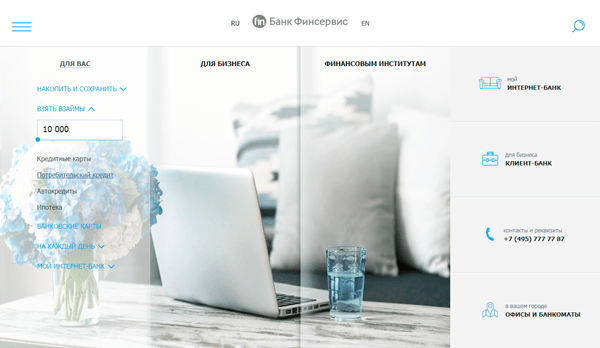 RU
fin Банк Финсервис
EN
ДЛЯ ВАС
ДЛЯ БИЗНЕСА
ФИНАНСОВЫМ ИНСТИТУТАМ
НАКОПИТЬ И СОХРАНИТЬ
ВЗЯТЬ ВЗАЙМЫ
10 000
Кредитные карты
Потребительский кредит
Автокредиты
Ипотека
БАНКОВСКИЕ КАРТЫ
НА КАЖДЫЙ ДЕНЬ
МОЙ ИНТЕРНЕТ-БАНК
мой
ИНТЕРНЕТ-БАНК
для бизнеса
КЛИЕНТ-БАНК
контакты и реквизиты
+7 (495) 777 77 87
в вашем городе
ОФИСЫ И БАНКОМАТЫ